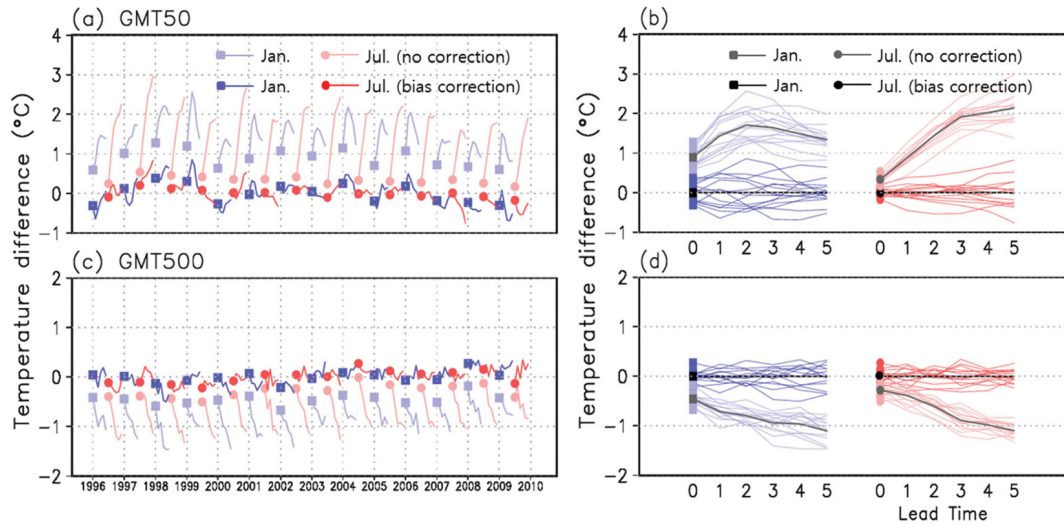 (a) GMT50
(b)
Temperature difference (°C)
4
3
2
1
0
−1
Jan.
Jul. (no correction)
Jan.
Jul. (bias correction)
Temperature difference (°C)
4
3
2
1
0
−1
Jan.
Jul. (no correction)
Jan.
Jul. (bias correction)
0 1 2 3 4 5 0 1 2 3 4 5
(c) GMT500
(d)
2
1
0
−1
−2
1996 1997 1998 1999 2000 2001 2002 2003 2004 2005 2006 2007 2008 2009 2010
2
1
0
−1
−2
0 1 2 3 4 5 0 1 2 3 4 5
Lead Time